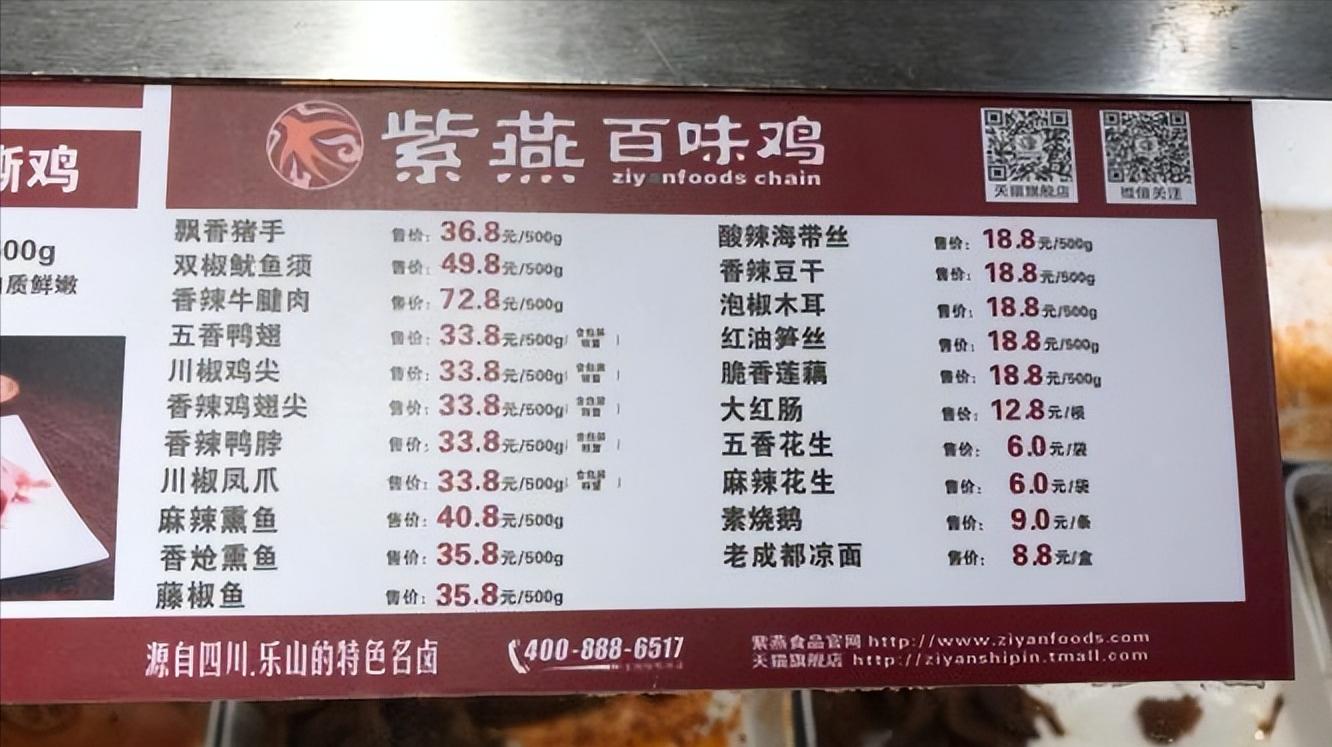 鸡
00g
质鲜嫩
紫燕百味鸡
ziyanfoods chain
天猫旗舰店
微信关注
飘香猪手 售价: 36.8元/500g
双椒鱿鱼须 售价: 49.8元/500g
香辣牛腱肉 售价: 72.8元/500g
五香鸭翅 售价: 33.8元/500g
川椒鸡尖 售价: 33.8元/500g
香辣鸡翅尖 售价: 33.8元/500g
香辣鸭脖 售价: 33.8元/500g
川椒凤爪 售价: 33.8元/500g
麻辣熏鱼 售价: 40.8元/500g
香炝熏鱼 售价: 35.8元/500g
藤椒鱼 售价: 35.8元/500g
酸辣海带丝 售价: 18.8元/500g
香辣豆干 售价: 18.8元/500g
泡椒木耳 售价: 18.8元/500g
红油笋丝 售价: 18.8元/500g
脆香莲藕 售价: 18.8元/500g
大红肠 售价: 12.8元/根
五香花生 售价: 6.0元/袋
麻辣花生 售价: 6.0元/袋
素烧鹅 售价: 9.0元/条
老成都凉面 售价: 8.8元/盒
源自四川.乐山的特色名卤
400-888-6517
紫燕食品官网 http://www.ziyanfoods.com
天猫旗舰店 http://ziyanshipin.tmall.com